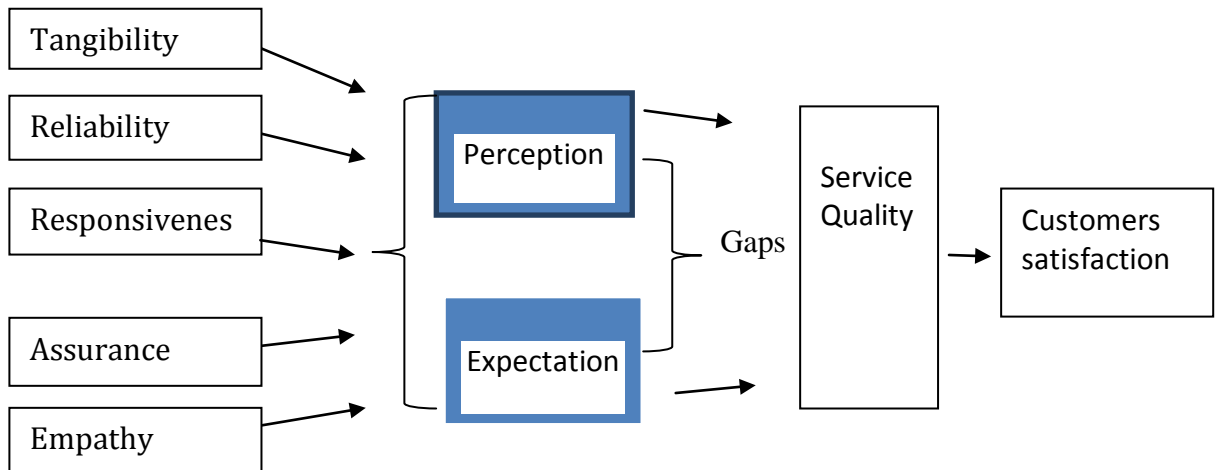 Tangibility
Reliability
Responsivenes
Assurance
Empathy
Perception
Expectation
Gaps
Service
Quality
Customers
satisfaction